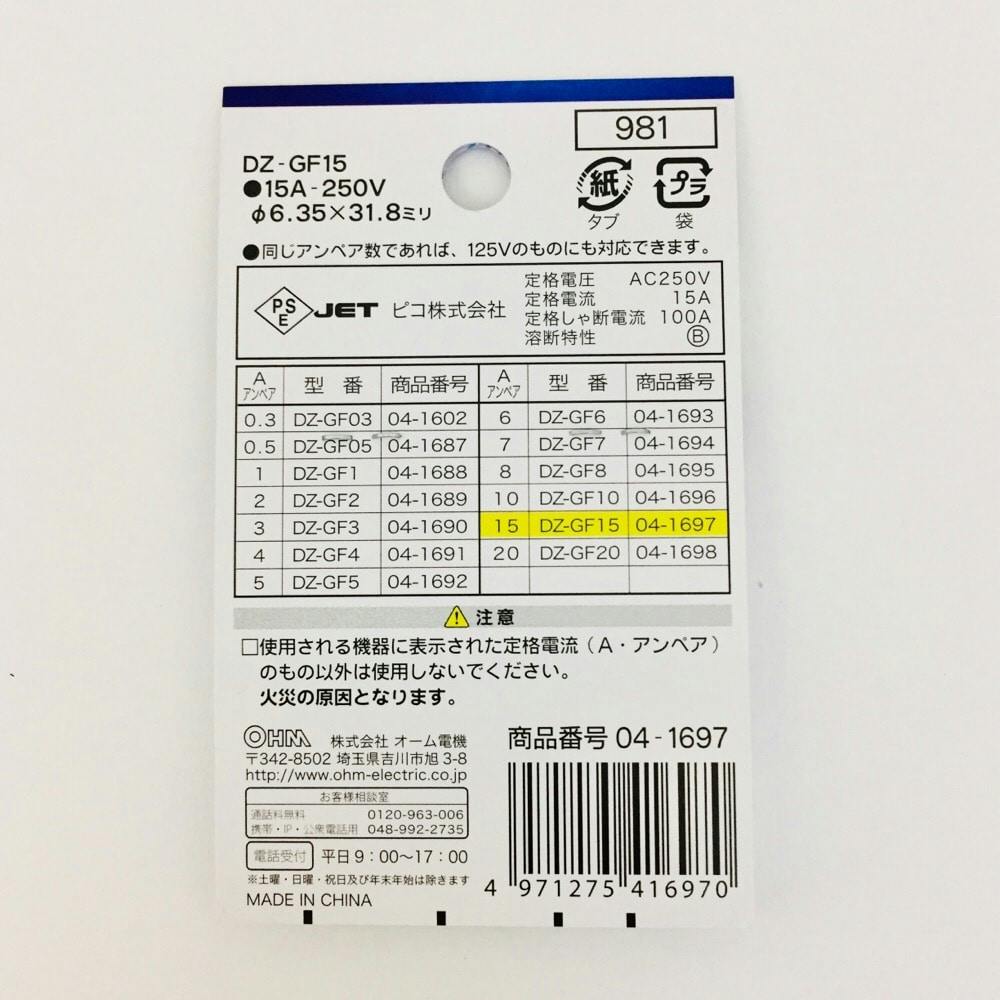 981
DZ-GF15
●15A-250V
φ6.35×31.8ミリ
紙
タブ
プラ
袋
●同じアンペア数であれば、125Vのものにも対応できます。
PSE JET ピコ株式会社
定格電圧 AC250V
定格電流 15A
定格しゃ断電流 100A
溶断特性 Ⓑ
A アンペア 型番 商品番号 A アンペア 型番 商品番号
0.3 DZ-GF03 04-1602 6 DZ-GF6 04-1693
0.5 DZ-GF05 04-1687 7 DZ-GF7 04-1694
1 DZ-GF1 04-1688 8 DZ-GF8 04-1695
2 DZ-GF2 04-1689 10 DZ-GF10 04-1696
3 DZ-GF3 04-1690 15 DZ-GF15 04-1697
4 DZ-GF4 04-1691 20 DZ-GF20 04-1698
5 DZ-GF5 04-1692
注意
□使用される機器に表示された定格電流(A・アンペア)
のもの以外は使用しないでください。
火災の原因となります。
OHM 株式会社 オーム電機
〒342-8502 埼玉県吉川市旭3-8
http://www.ohm-electric.co.jp
お客様相談室
通話料無料 0120-963-006
携帯・IP・公衆電話用 048-992-2735
電話受付 平日9:00〜17:00
※土曜・日曜・祝日及び年末年始は除きます
MADE IN CHINA
商品番号 04-1697
4 971275 416970